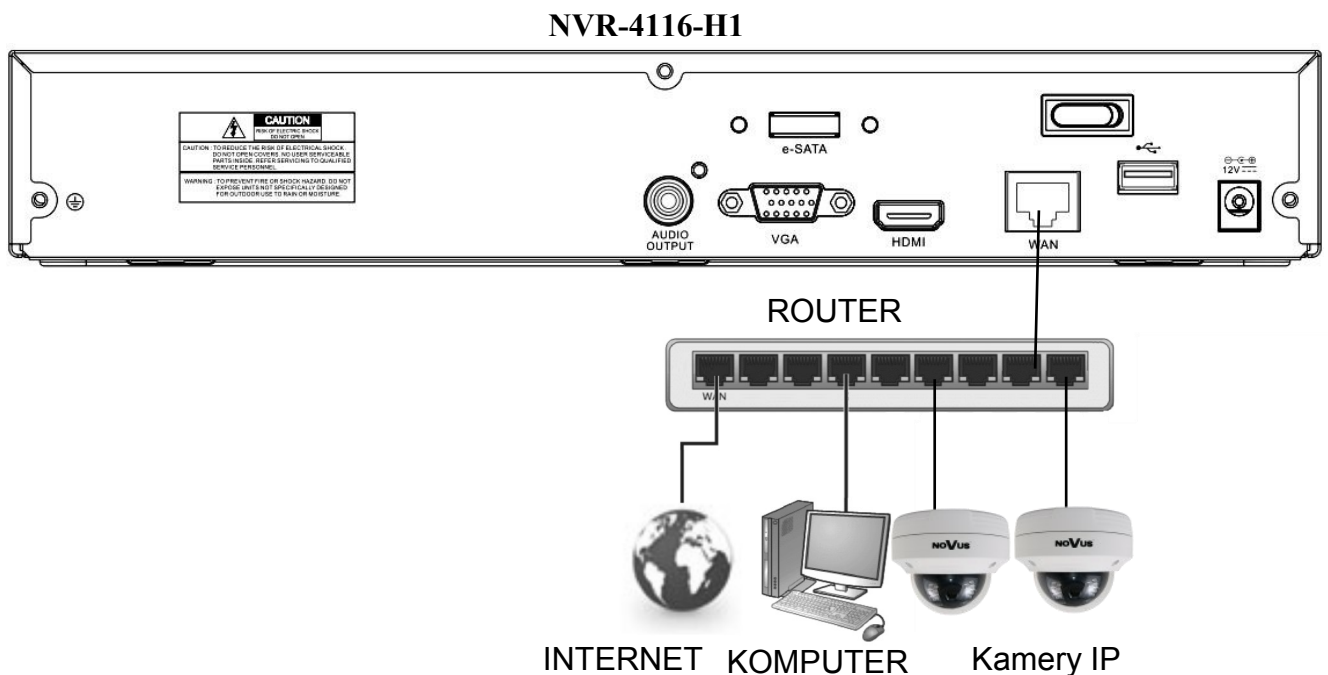 NVR-4116-H1
CAUTION
RISK OF ELECTRIC SHOCK
DO NOT OPEN
CAUTION : TO REDUCE THE RISK OF ELECTRICAL SHOCK
DO NOT OPEN COVERS. NO USER SERVICEABLE
PARTS INSIDE. REFER SERVICING TO QUALIFIED
SERVICE PERSONNEL.
WARNING : TO PREVENT FIRE OR SHOCK HAZARD. DO NOT
EXPOSE UNITS NOT SPECIFICALLY DESIGNED
FOR OUTDOOR USE TO RAIN OR MOISTURE.
e-SATA
12V
AUDIO
OUTPUT
VGA
HDMI
WAN
ROUTER
WAN
NOVUS
NOVUS
INTERNET
KOMPUTER
Kamery IP